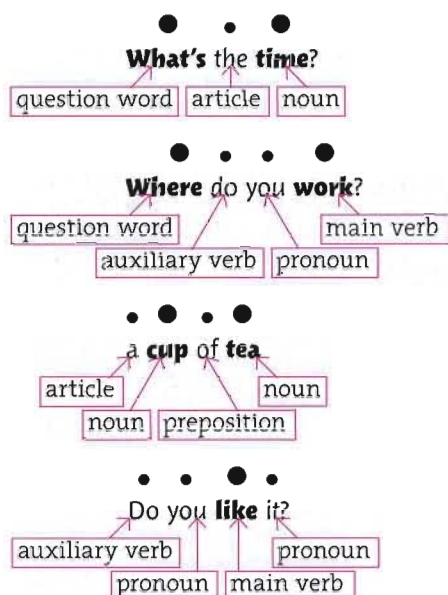 What's the time?
question word article noun
Where do you work?
question word main verb
auxiliary verb pronoun
a cup of tea
article noun
noun preposition
Do you like it?
auxiliary verb pronoun
pronoun main verb